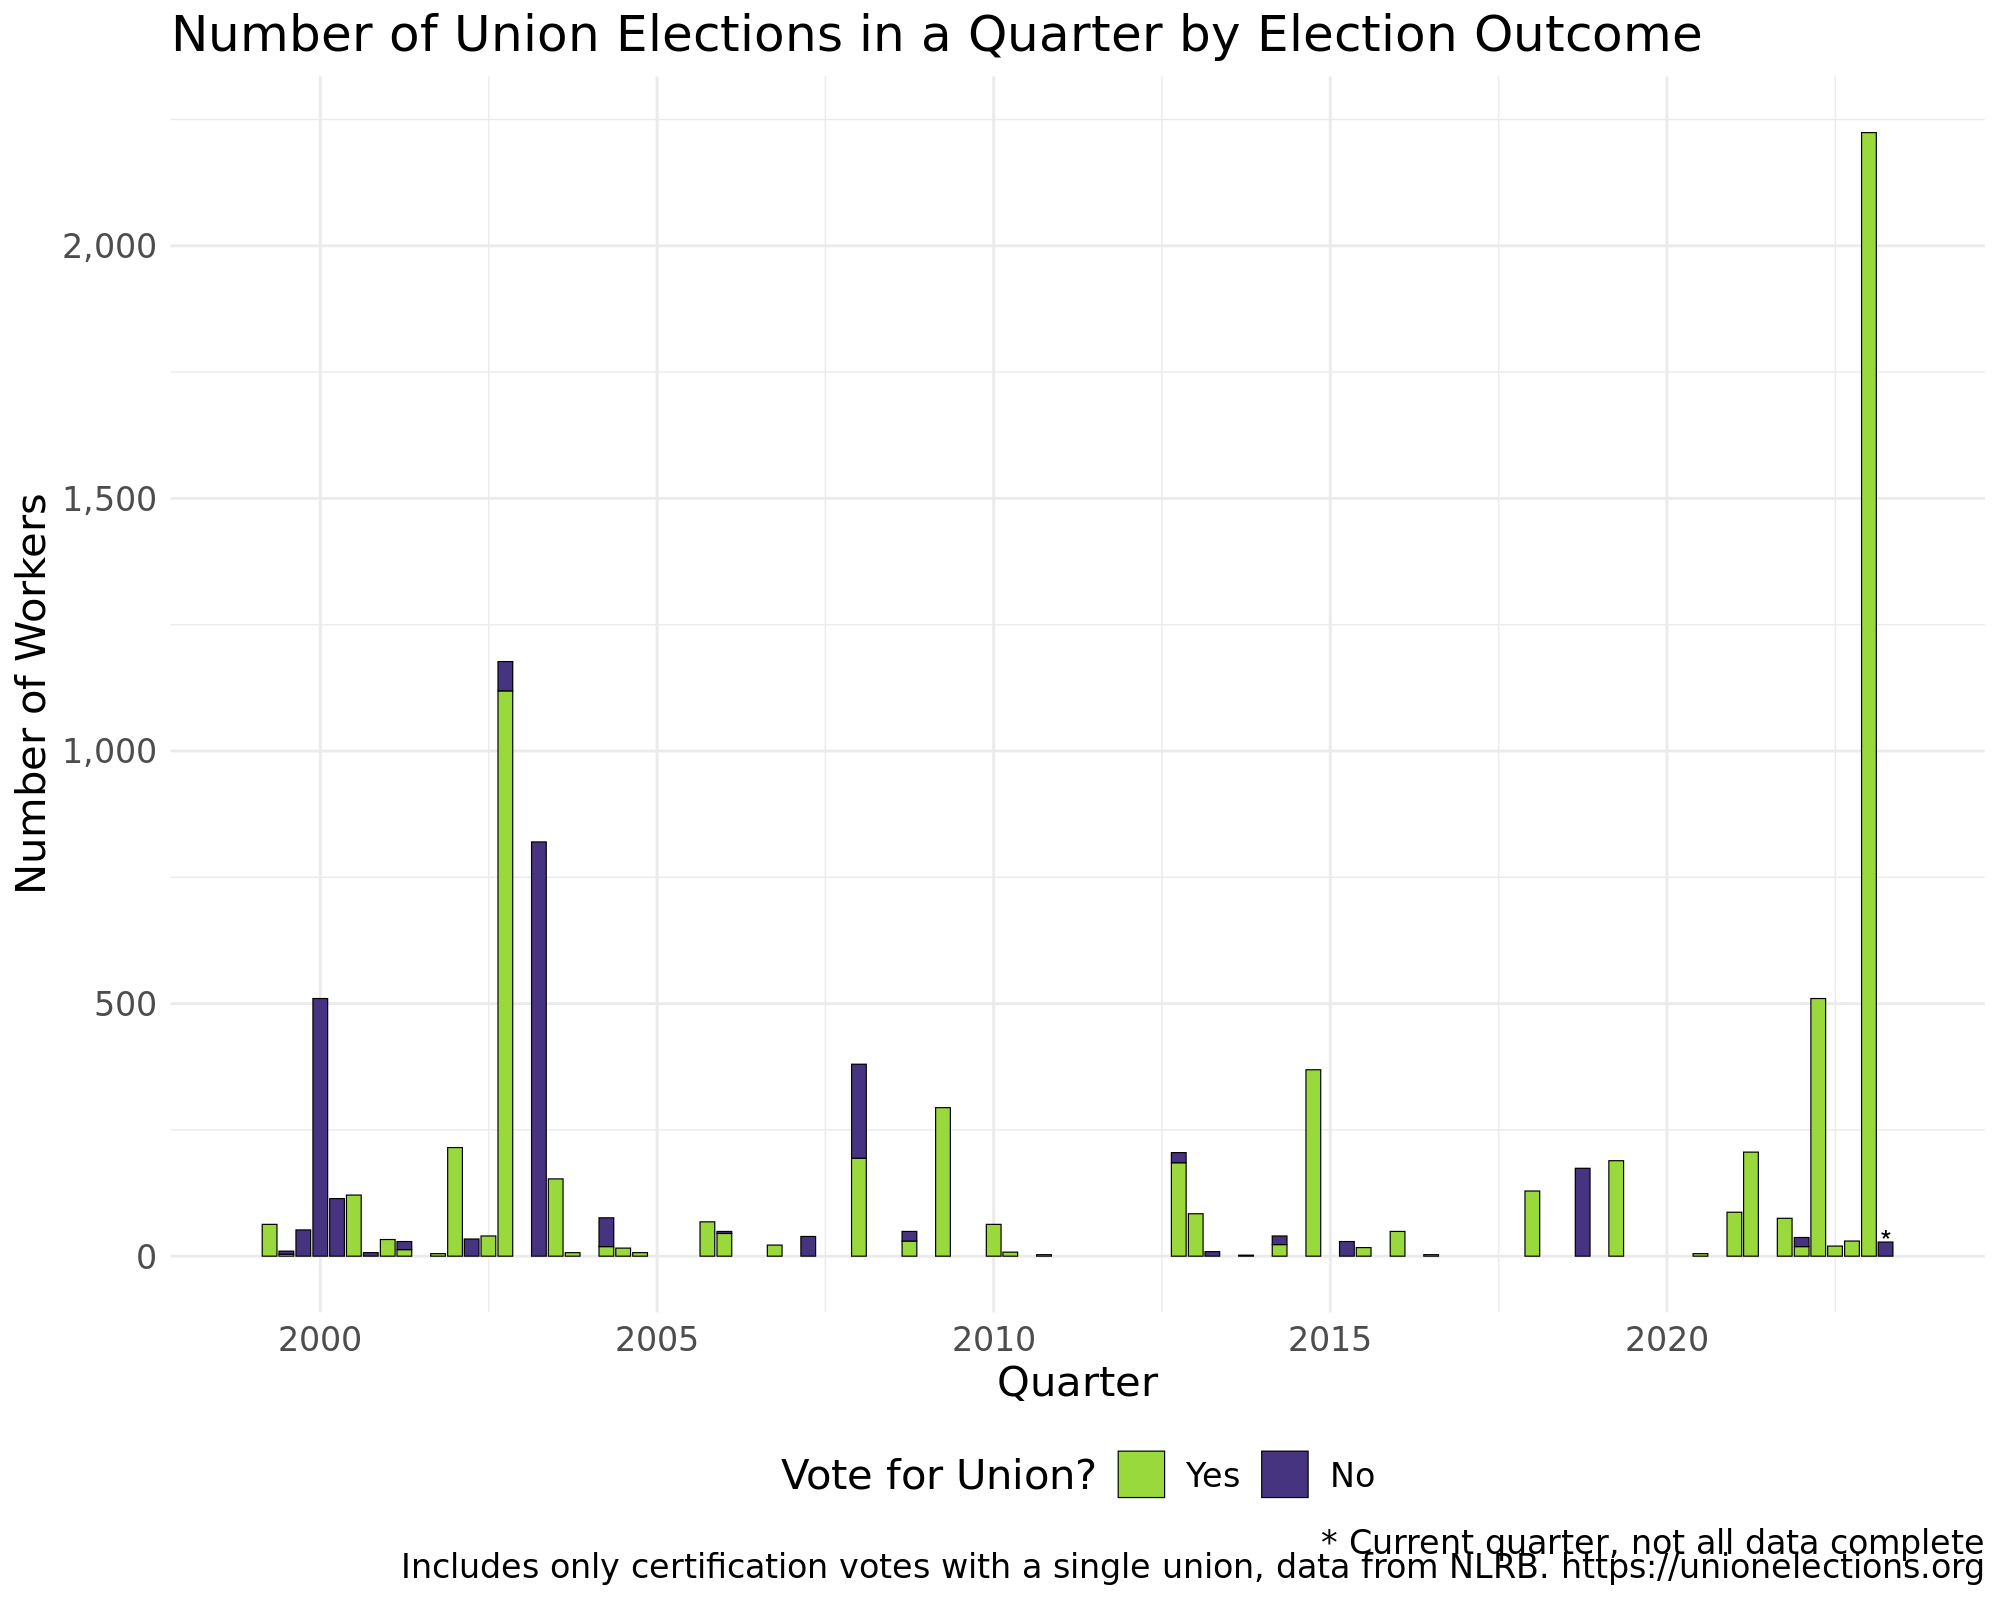 Number of Union Elections in a Quarter by Election Outcome
Number of Workers
2,000
1,500
1,000
500
0
*
2000 2005 2010 2015 2020
Quarter
Vote for Union? Yes No
* Current quarter, not all data complete
Includes only certification votes with a single union, data from NLRB. https://unionelections.org